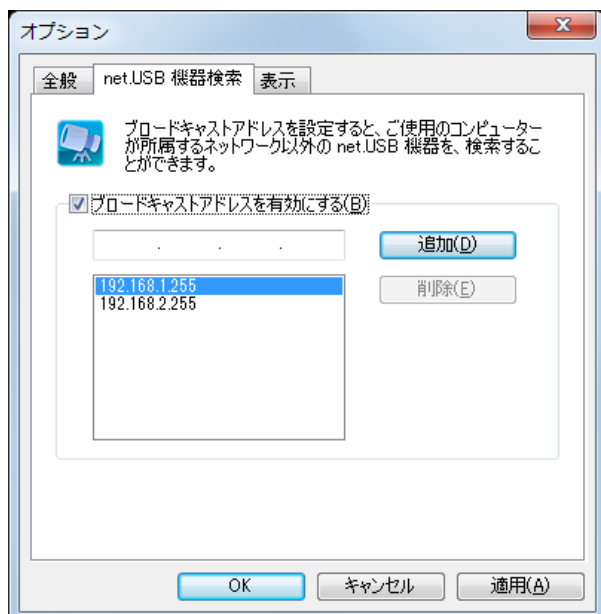 オプション
全般 net.USB 機器検索 表示
ブロードキャストアドレスを設定すると、ご使用のコンピューター
が所属するネットワーク以外の net.USB 機器を、検索するこ
とができます。
ブロードキャストアドレスを有効にする(B)
. . .
追加(D)
192.168.1.255
192.168.2.255
削除(E)
OK キャンセル 適用(A)